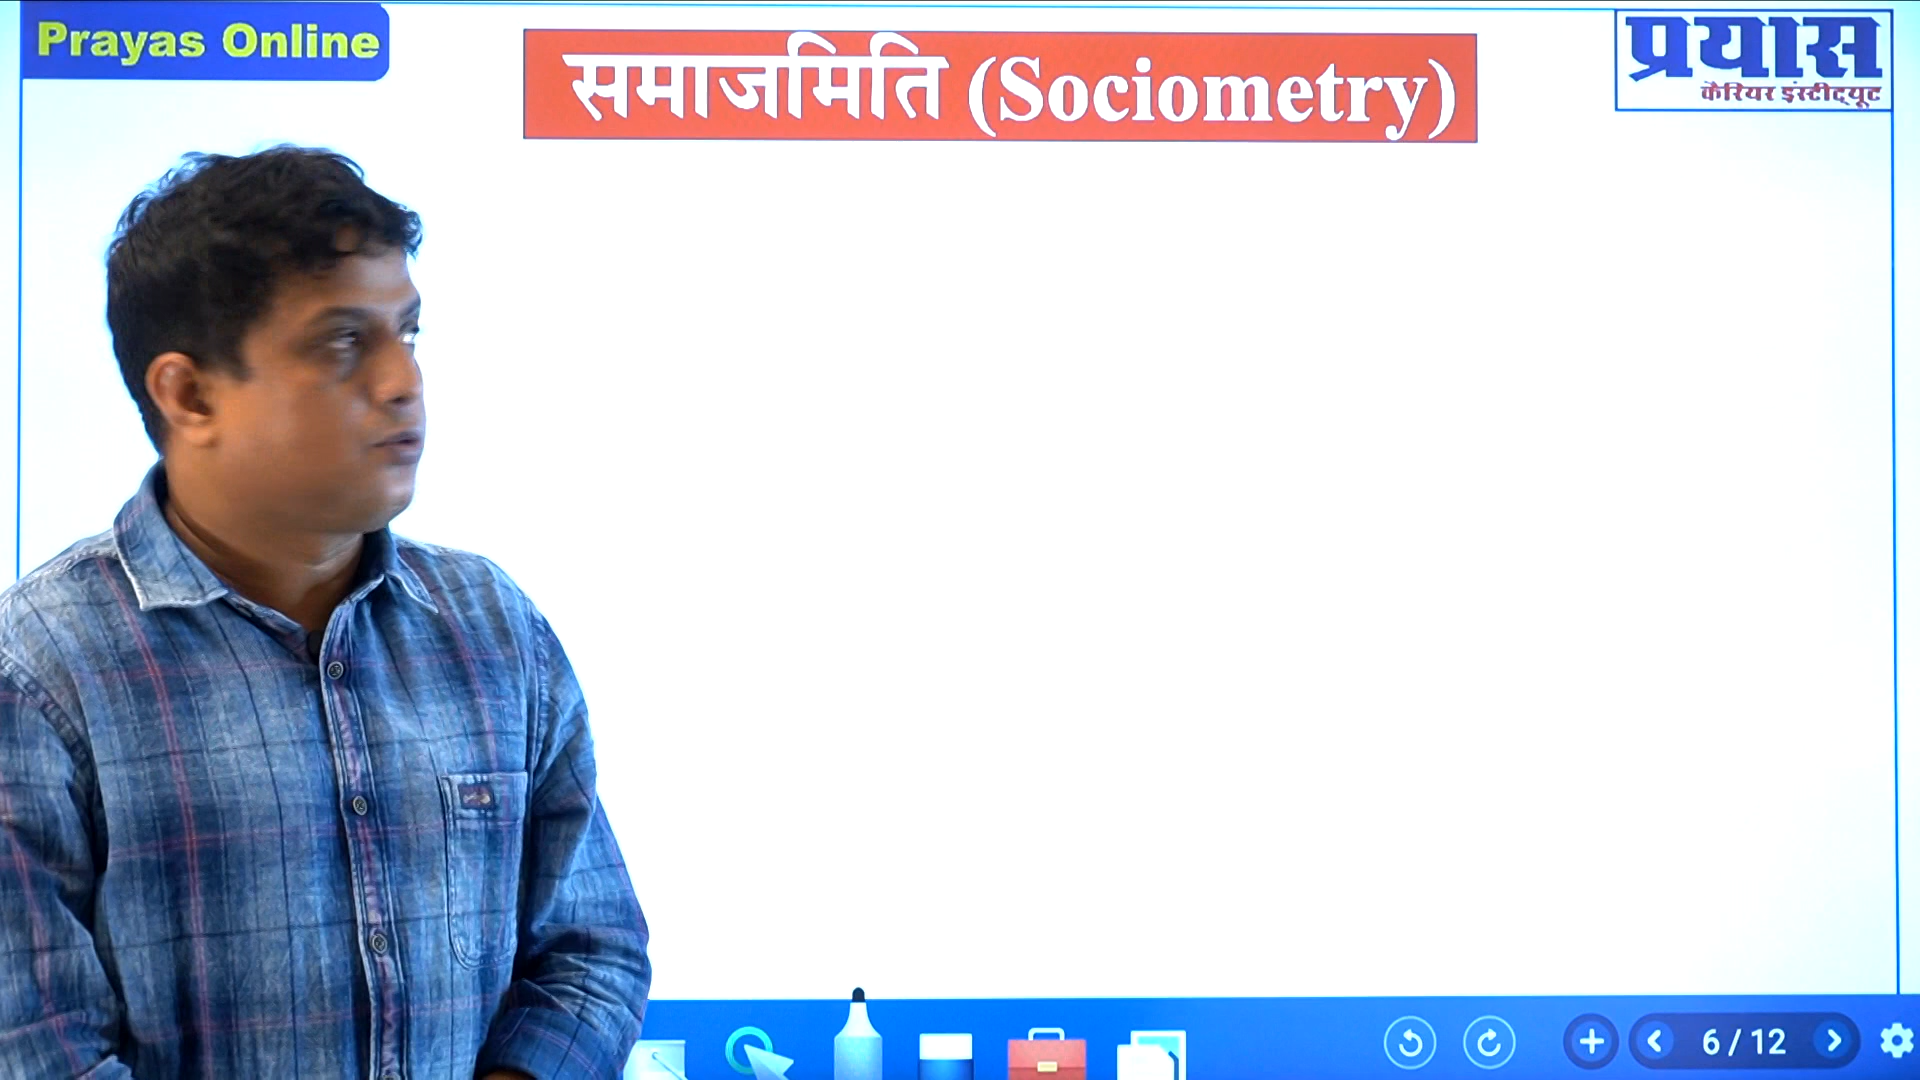 Prayas Online
समाजमिति (Sociometry)
प्रयास
कैरियर इंस्टीट्यूट
6 / 12